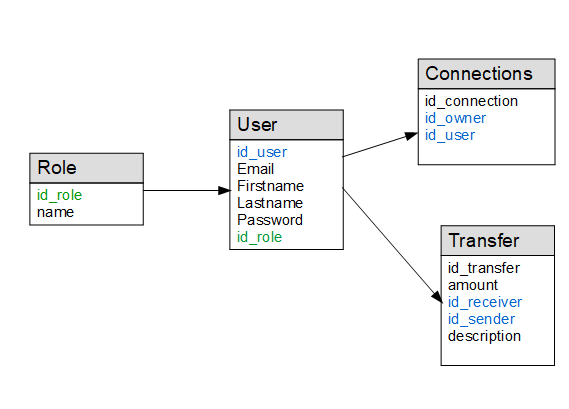 Role
id_role
name
User
id_user
Email
Firstname
Lastname
Password
id_role
Connections
id_connection
id_owner
id_user
Transfer
id_transfer
amount
id_receiver
id_sender
description